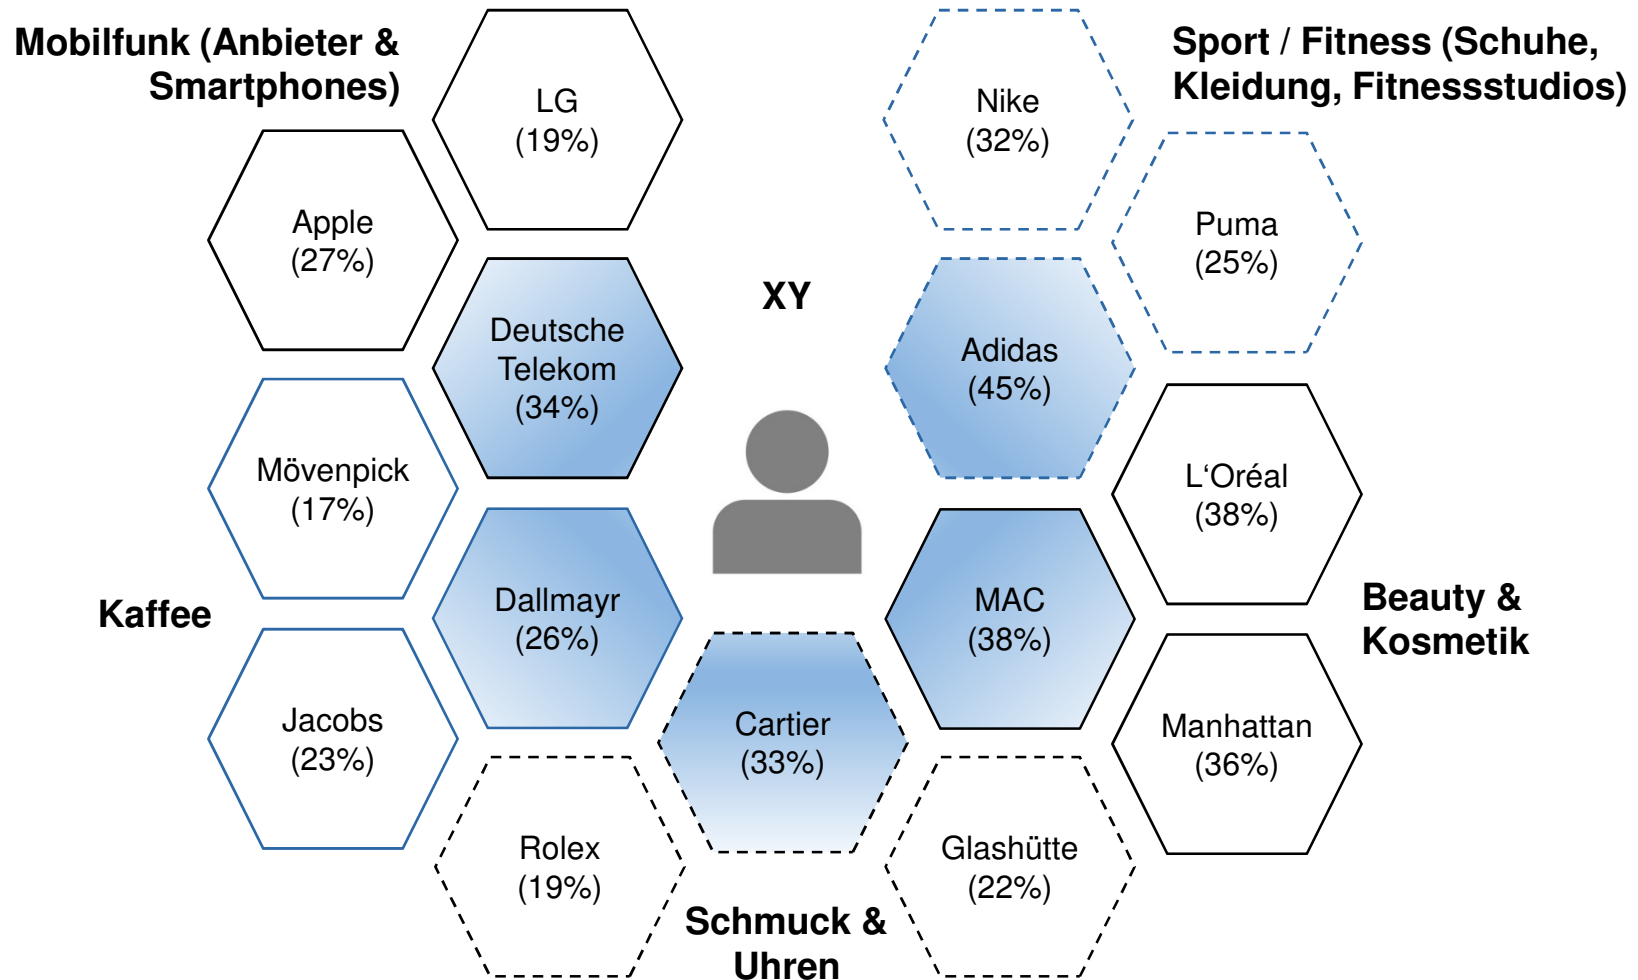 Mobilfunk (Anbieter &
Smartphones)
LG
(19%)
Apple
(27%)
Deutsche
Telekom
(34%)
XY
Sport / Fitness (Schuhe,
Kleidung, Fitnessstudios)
Nike
(32%)
Puma
(25%)
Adidas
(45%)
Mövenpick
(17%)
Kaffee
Dallmayr
(26%)
Jacobs
(23%)
L‘Oréal
(38%)
MAC
(38%)
Beauty &
Kosmetik
Manhattan
(36%)
Cartier
(33%)
Rolex
(19%)
Glashütte
(22%)
Schmuck &
Uhren